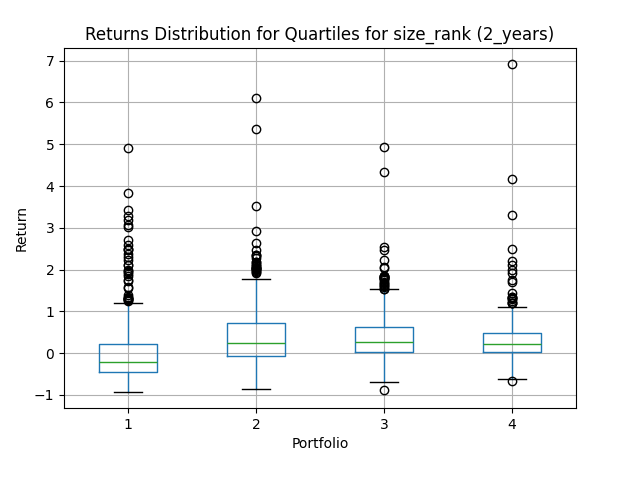 Returns Distribution for Quartiles for size_rank (2_years)
7
6
5
4
3
2
1
0
−1
Return
1 2 3 4
Portfolio